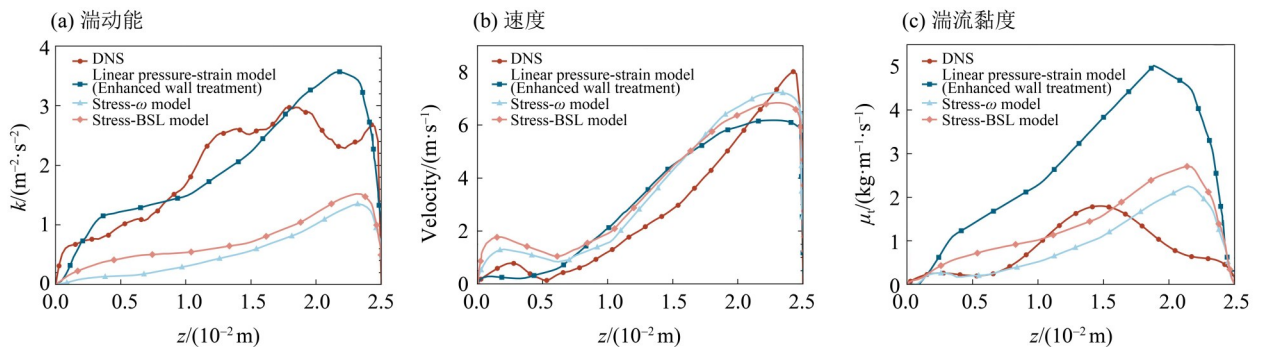 (a) 湍动能
4
3
2
1
0
k/(m⁻²·s⁻²)
DNS
Linear pressure-strain model
(Enhanced wall treatment)
Stress-ω model
Stress-BSL model
0.0 0.5 1.0 1.5 2.0 2.5
z/(10⁻² m)
(b) 速度
8
6
4
2
0
Velocity/(m·s⁻¹)
DNS
Linear pressure-strain model
(Enhanced wall treatment)
Stress-ω model
Stress-BSL model
0.0 0.5 1.0 1.5 2.0 2.5
z/(10⁻² m)
(c) 湍流黏度
5
4
3
2
1
0
μₜ/(kg·m⁻¹·s⁻¹)
DNS
Linear pressure-strain model
(Enhanced wall treatment)
Stress-ω model
Stress-BSL model
0.0 0.5 1.0 1.5 2.0 2.5
z/(10⁻² m)